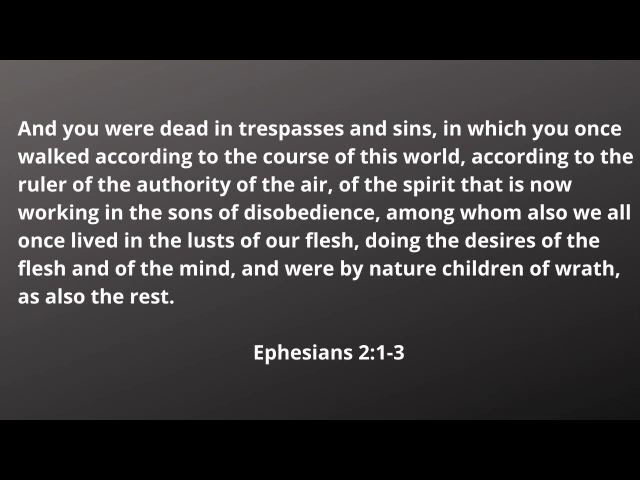 And you were dead in trespasses and sins, in which you once
walked according to the course of this world, according to the
ruler of the authority of the air, of the spirit that is now
working in the sons of disobedience, among whom also we all
once lived in the lusts of our flesh, doing the desires of the
flesh and of the mind, and were by nature children of wrath,
as also the rest.
Ephesians 2:1-3